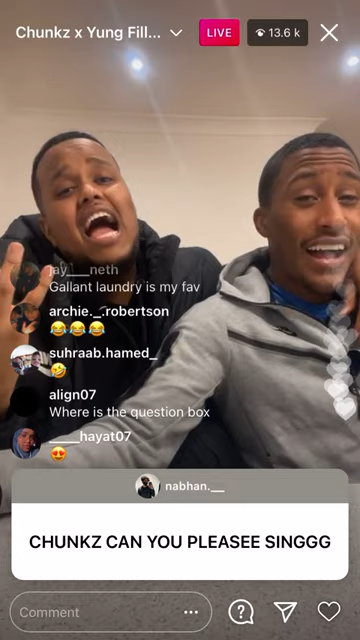 Chunkz x Yung Fill...
LIVE
13.6 k
jay____neth
Gallant laundry is my fav
archie._.robertson
😂😂😂
suhraab.hamed_
🤣
align07
Where is the question box
____hayat07
😍
nabhan.__
CHUNKZ CAN YOU PLEASEE SINGGG
Comment